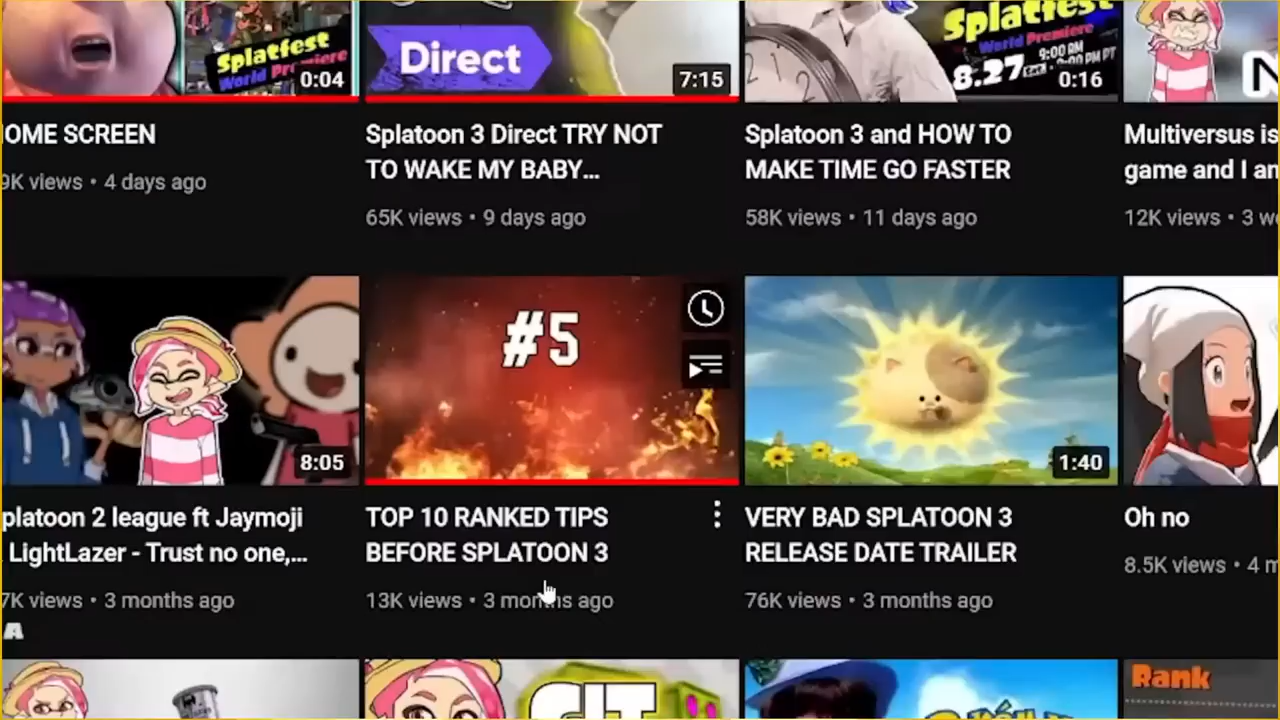 Splatfest
World Premiere
0:04
Direct
7:15
Splatfest
World Premiere
9:00 AM
8.27
0:16
N
OME SCREEN
9K views • 4 days ago
Splatoon 3 Direct TRY NOT
TO WAKE MY BABY...
65K views • 9 days ago
Splatoon 3 and HOW TO
MAKE TIME GO FASTER
58K views • 11 days ago
Multiversus is
game and I an
12K views • 3 w
8:05
#5
1:40
platoon 2 league ft Jaymoji
LightLazer - Trust no one,...
7K views • 3 months ago
TOP 10 RANKED TIPS
BEFORE SPLATOON 3
13K views • 3 months ago
VERY BAD SPLATOON 3
RELEASE DATE TRAILER
76K views • 3 months ago
Oh no
8.5K views • 4 m
A
Rank